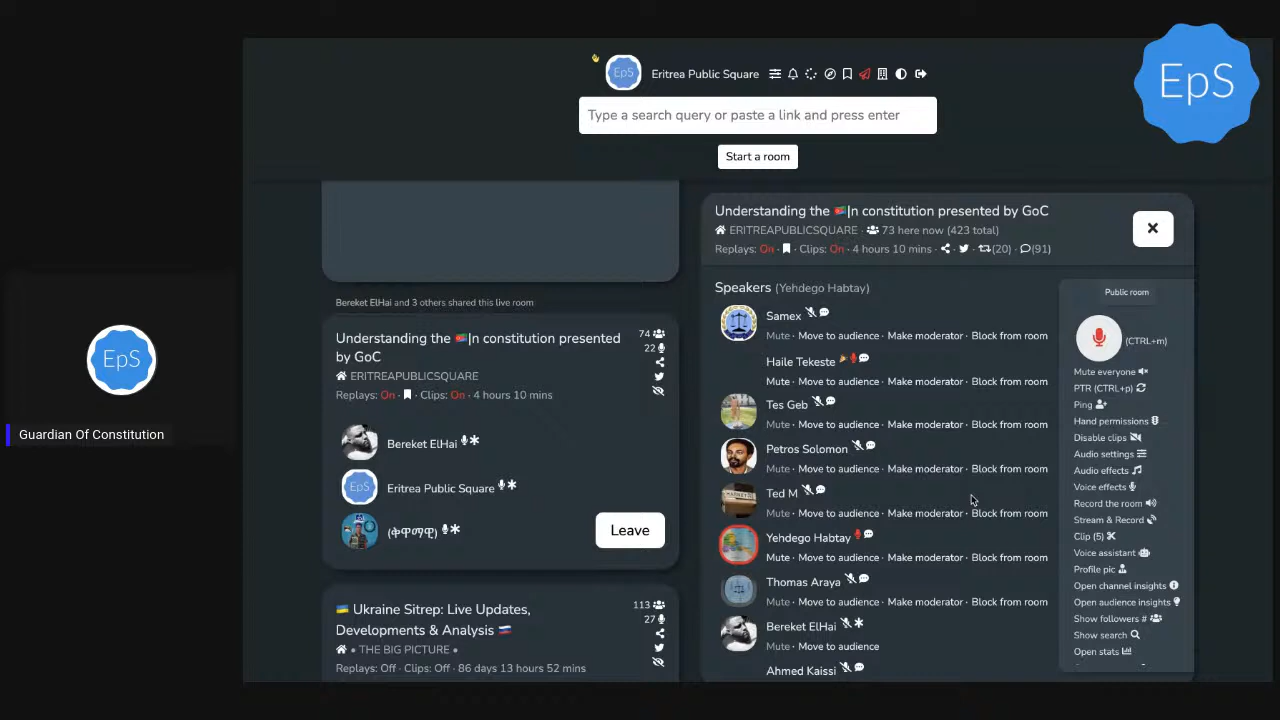 EpS
Guardian Of Constitution
EpS
Eritrea Public Square
Type a search query or paste a link and press enter
Start a room
EpS
Bereket ElHai and 3 others shared this live room
Understanding the 🇪🇷|n constitution presented
by GoC
74
22
ERITREAPUBLICSQUARE
Replays: On · Clips: On · 4 hours 10 mins
Bereket ElHai
EpS
Eritrea Public Square
(ቅዋማዊ)
Leave
🇺🇦 Ukraine Sitrep: Live Updates,
Developments & Analysis 🇷🇺
113
27
• THE BIG PICTURE •
Replays: Off · Clips: Off · 86 days 13 hours 52 mins
Understanding the 🇪🇷|n constitution presented by GoC
ERITREAPUBLICSQUARE · 73 here now (423 total)
Replays: On · Clips: On · 4 hours 10 mins · (20) · (91)
Speakers (Yehdego Habtay)
Samex
Mute · Move to audience · Make moderator · Block from room
Haile Tekeste
Mute · Move to audience · Make moderator · Block from room
Tes Geb
Mute · Move to audience · Make moderator · Block from room
Petros Solomon
Mute · Move to audience · Make moderator · Block from room
Ted M
Mute · Move to audience · Make moderator · Block from room
Yehdego Habtay
Mute · Move to audience · Make moderator · Block from room
Thomas Araya
Mute · Move to audience · Make moderator · Block from room
Bereket ElHai
Mute · Move to audience
Ahmed Kaissi
Public room
(CTRL+m)
Mute everyone
PTR (CTRL+p)
Ping
Hand permissions
Disable clips
Audio settings
Audio effects
Voice effects
Record the room
Stream & Record
Clip (5)
Voice assistant
Profile pic
Open channel insights
Open audience insights
Show followers #
Show search
Open stats